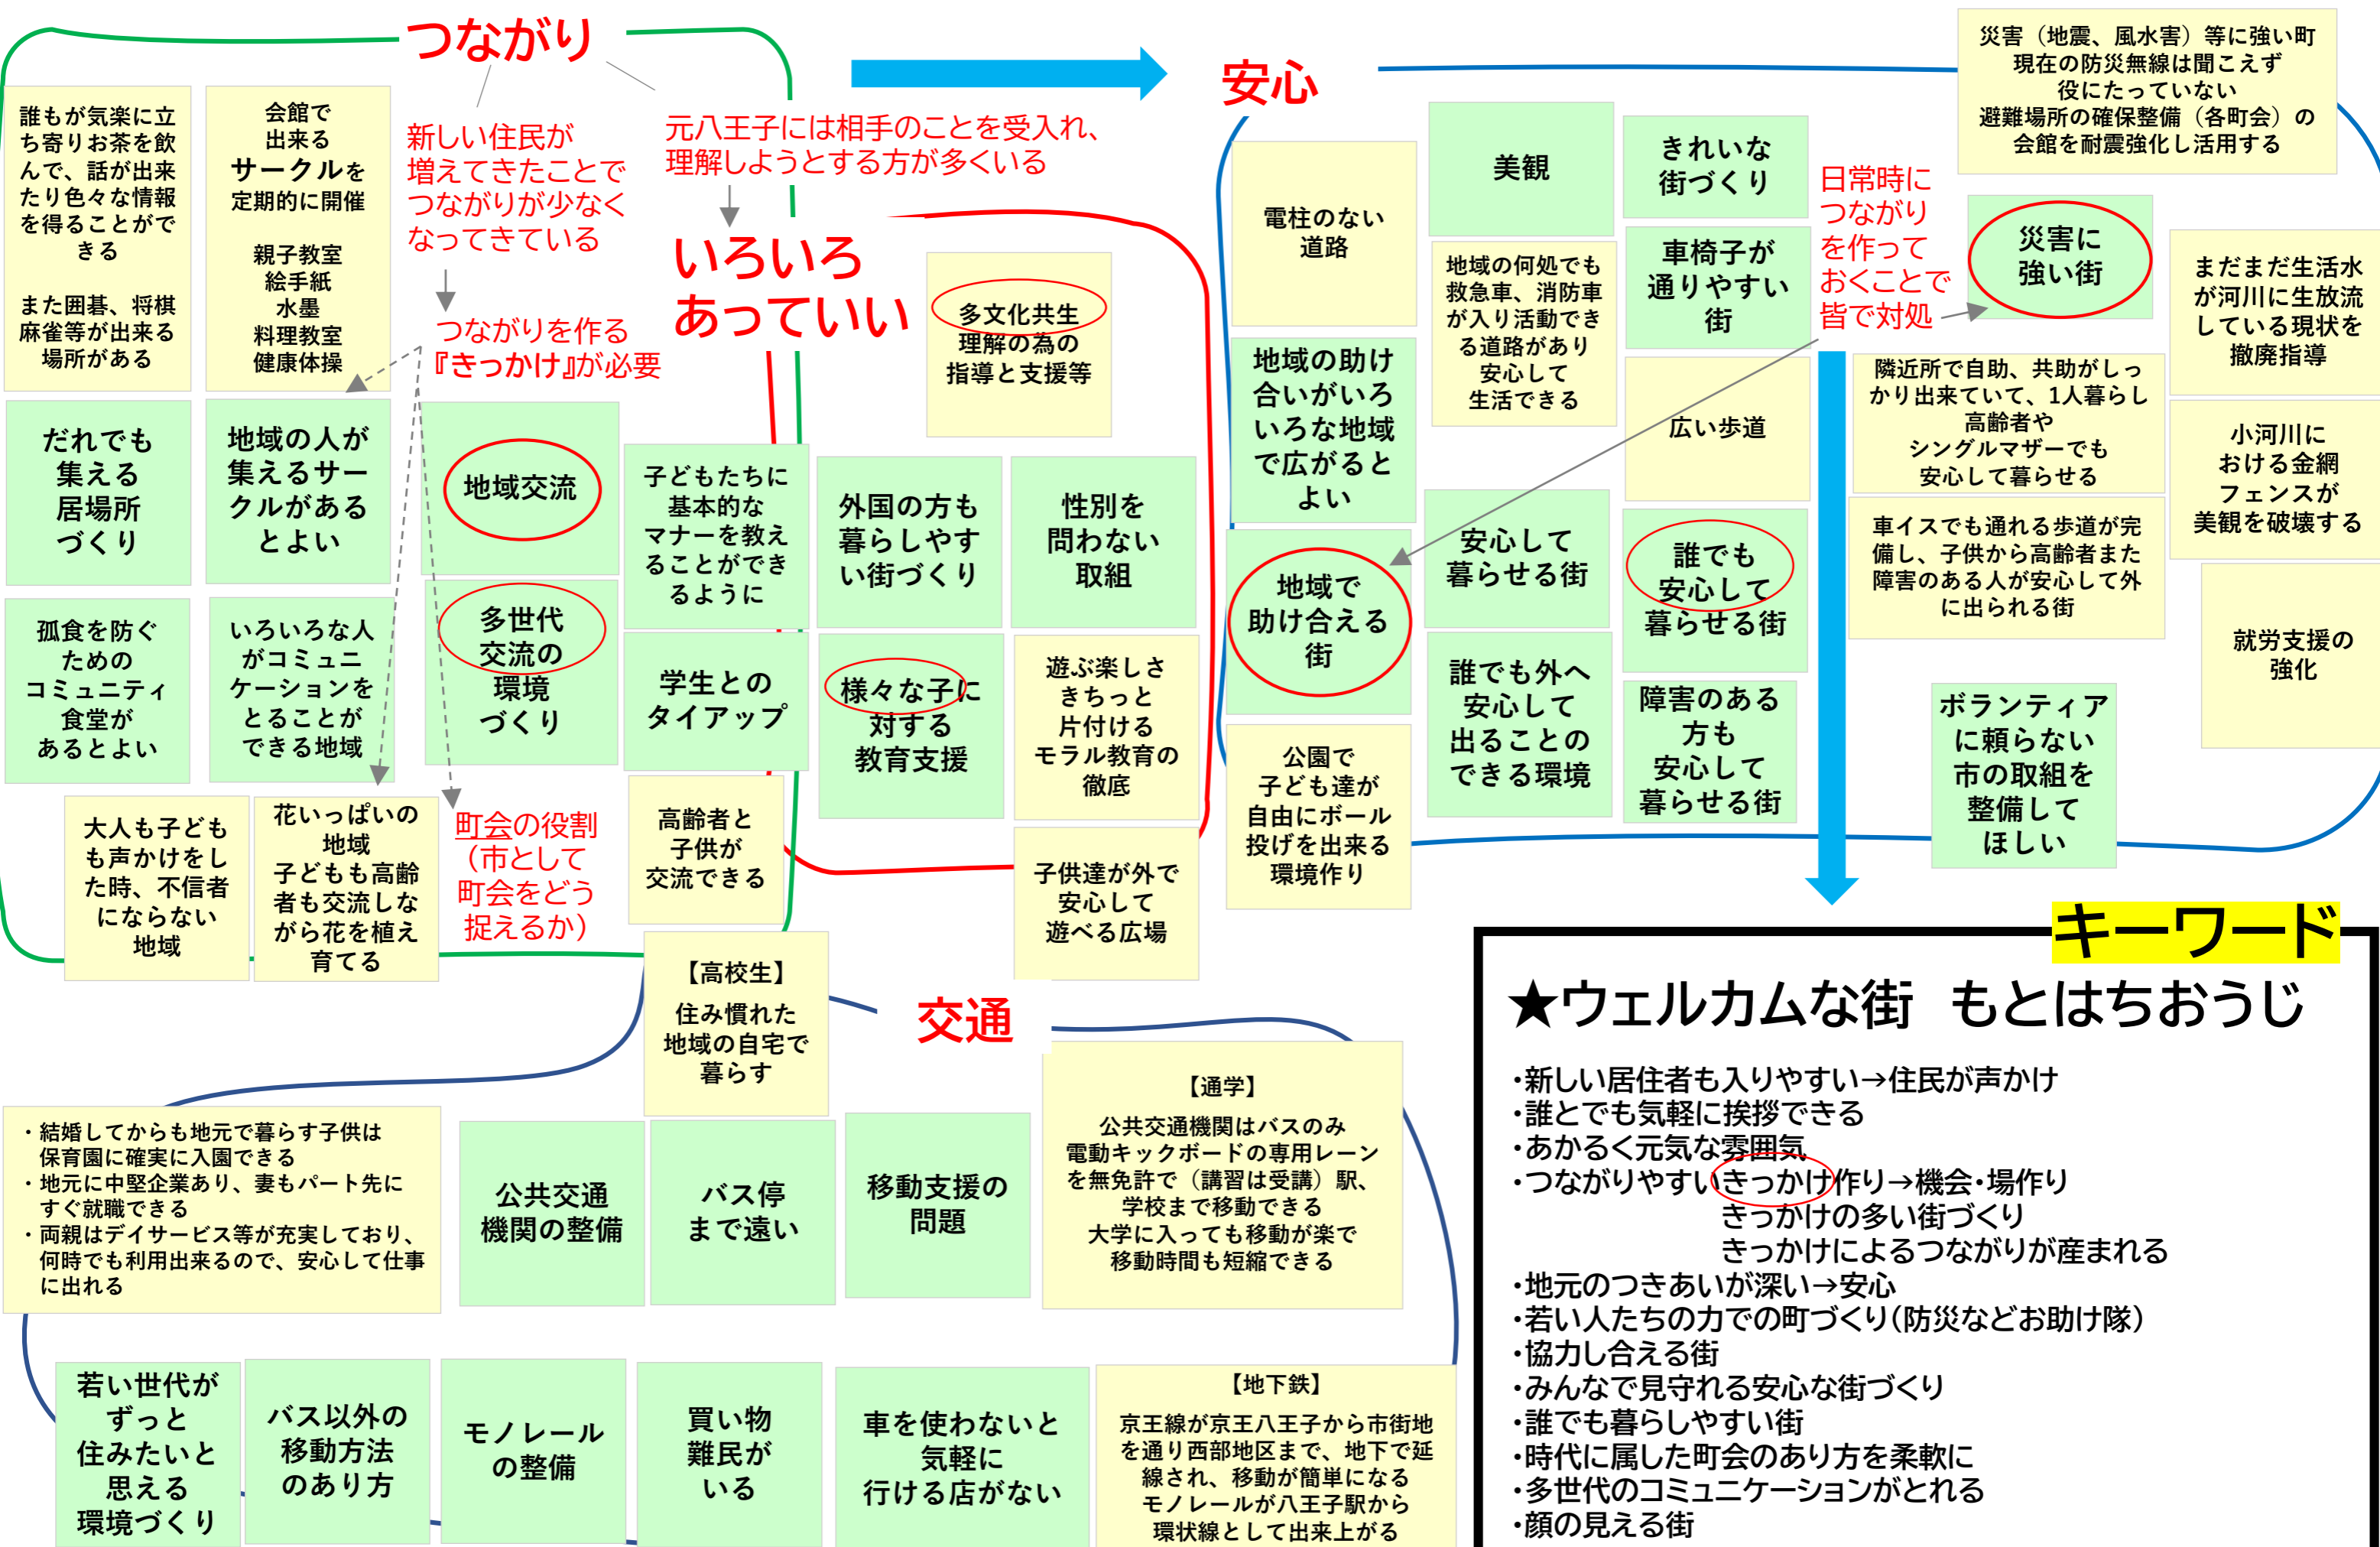 つながり
誰もが気楽に立
ち寄りお茶を飲
んで、話が出来
たり色々な情報
を得ることがで
きる
また囲碁、将棋
麻雀等が出来る
場所がある
会館で
出来る
サークルを
定期的に開催
親子教室
絵手紙
水墨
料理教室
健康体操
新しい住民が
増えてきたことで
つながりが少なく
なってきている
つながりを作る
『きっかけ』が必要
元八王子には相手のことを受入れ、
理解しようとする方が多くいる
だれでも
集える
居場所
づくり
地域の人が
集えるサー
クルがある
とよい
地域交流
子どもたちに
基本的な
マナーを教え
ることができ
るように
孤食を防ぐ
ための
コミュニティ
食堂が
あるとよい
いろいろな人
がコミュニ
ケーションを
とることが
できる地域
多世代
交流の
環境
づくり
学生との
タイアップ
大人も子ども
も声かけをし
た時、不信者
にならない
地域
花いっぱいの
地域
子どもも高齢
者も交流しな
がら花を植え
育てる
町会の役割
（市として
町会をどう
捉えるか）
高齢者と
子供が
交流できる
いろいろ
あっていい
多文化共生
理解の為の
指導と支援等
外国の方も
暮らしやす
い街づくり
性別を
問わない
取組
様々な子に
対する
教育支援
遊ぶ楽しさ
きちっと
片付ける
モラル教育の
徹底
子供達が外で
安心して
遊べる広場
安心
電柱のない
道路
美観
きれいな
街づくり
日常時に
つながり
を作って
おくことで
皆で対処
災害（地震、風水害）等に強い町
現在の防災無線は聞こえず
役にたっていない
避難場所の確保整備（各町会）の
会館を耐震強化し活用する
災害に
強い街
地域の何処でも
救急車、消防車
が入り活動でき
る道路があり
安心して
生活できる
車椅子が
通りやすい
街
まだまだ生活水
が河川に生放流
している現状を
撤廃指導
地域の助け
合いがいろ
いろな地域
で広がると
よい
広い歩道
隣近所で自助、共助がしっ
かり出来ていて、1人暮らし
高齢者や
シングルマザーでも
安心して暮らせる
小河川に
おける金網
フェンスが
美観を破壊する
地域で
助け合える
街
安心して
暮らせる街
誰でも
安心して
暮らせる街
車イスでも通れる歩道が完
備し、子供から高齢者また
障害のある人が安心して外
に出られる街
就労支援の
強化
公園で
子ども達が
自由にボール
投げを出来る
環境作り
誰でも外へ
安心して
出ることの
できる環境
障害のある
方も
安心して
暮らせる街
ボランティア
に頼らない
市の取組を
整備して
ほしい
交通
【高校生】
住み慣れた
地域の自宅で
暮らす
・結婚してからも地元で暮らす子供は
保育園に確実に入園できる
・地元に中堅企業あり、妻もパート先に
すぐ就職できる
・両親はデイサービス等が充実しており、
何時でも利用出来るので、安心して仕事
に出れる
公共交通
機関の整備
バス停
まで遠い
移動支援の
問題
【通学】
公共交通機関はバスのみ
電動キックボードの専用レーン
を無免許で（講習は受講）駅、
学校まで移動できる
大学に入っても移動が楽で
移動時間も短縮できる
若い世代が
ずっと
住みたいと
思える
環境づくり
バス以外の
移動方法
のあり方
モノレール
の整備
買い物
難民が
いる
車を使わないと
気軽に
行ける店がない
【地下鉄】
京王線が京王八王子から市街地
を通り西部地区まで、地下で延
線され、移動が簡単になる
モノレールが八王子駅から
環状線として出来上がる
キーワード
★ウェルカムな街　もとはちおうじ
・新しい居住者も入りやすい→住民が声かけ
・誰とでも気軽に挨拶できる
・あかるく元気な雰囲気
・つながりやすいきっかけ作り→機会・場作り
きっかけの多い街づくり
きっかけによるつながりが産まれる
・地元のつきあいが深い→安心
・若い人たちの力での町づくり（防災などお助け隊）
・協力し合える街
・みんなで見守れる安心な街づくり
・誰でも暮らしやすい街
・時代に属した町会のあり方を柔軟に
・多世代のコミュニケーションがとれる
・顔の見える街